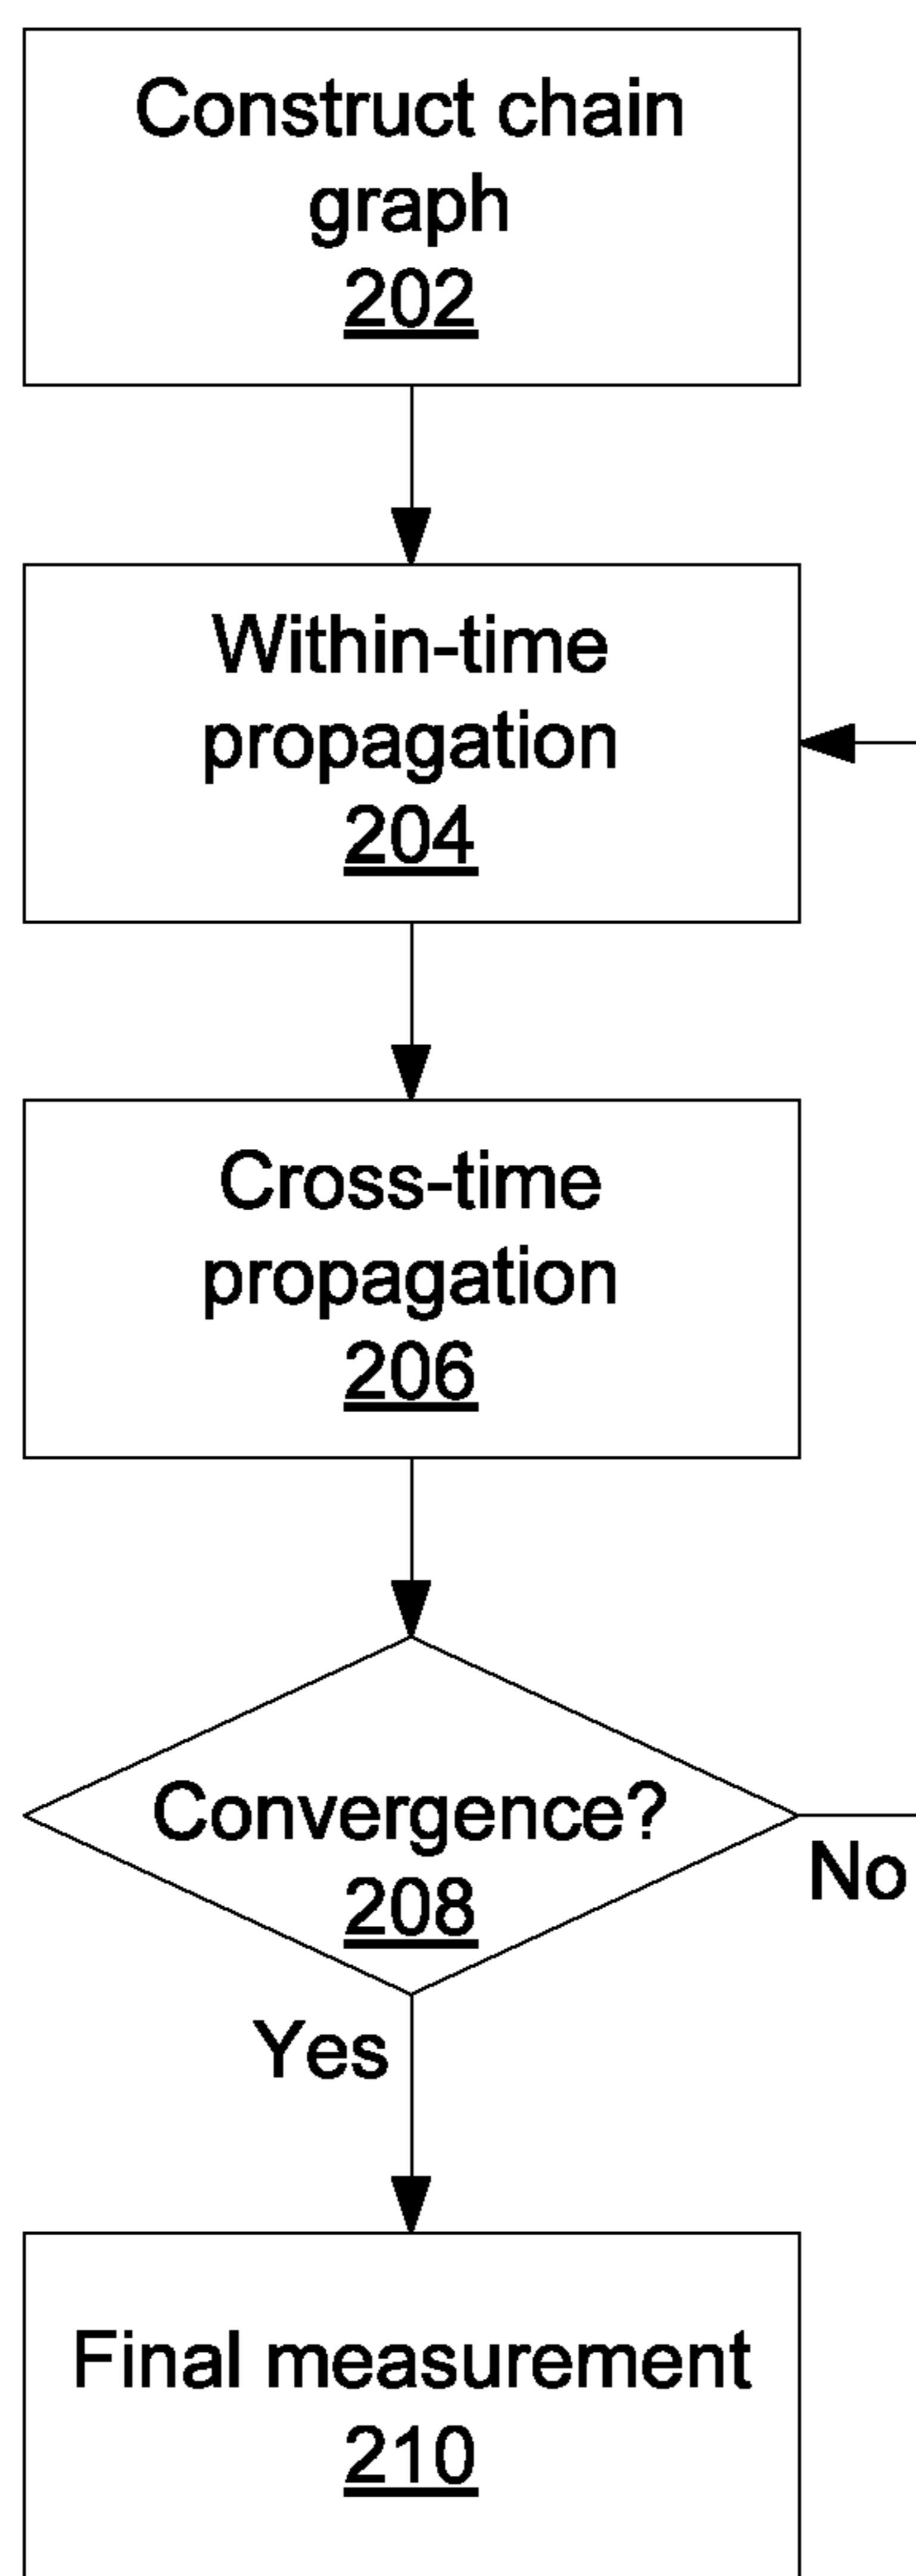 Construct chain
graph
202
Within-time
propagation
204
Cross-time
propagation
206
Convergence?
208
No
Yes
Final measurement
210